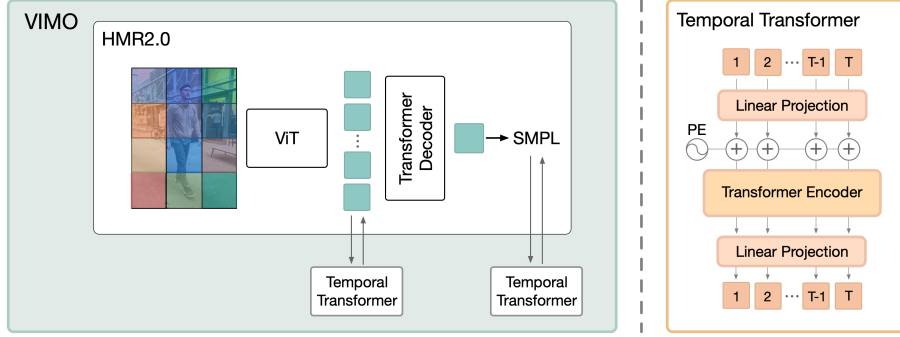 VIMO
HMR2.0
ViT
⋮
Transformer
Decoder
SMPL
Temporal
Transformer
Temporal
Transformer
Temporal Transformer
1 2 ⋯ T-1 T
Linear Projection
PE
+ + + +
Transformer Encoder
Linear Projection
1 2 ⋯ T-1 T